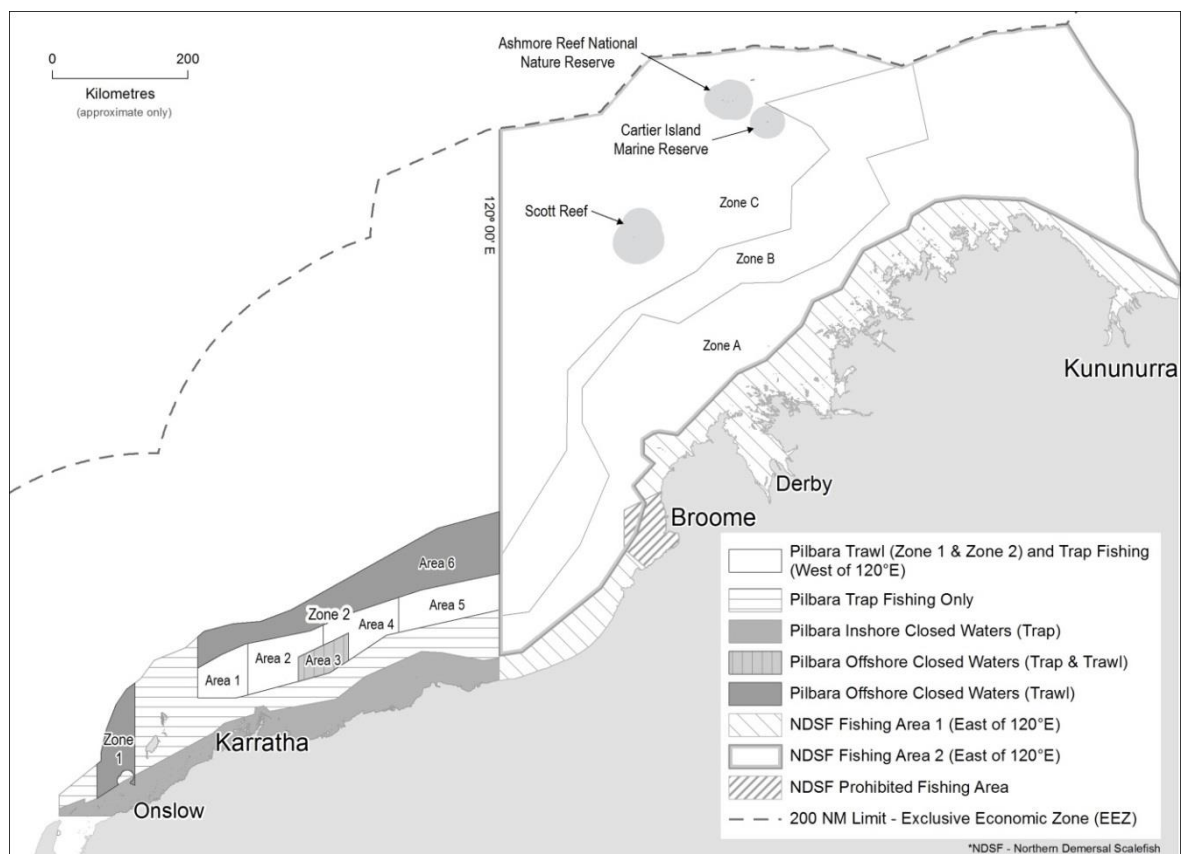 0 200
Kilometres
(approximate only)
Ashmore Reef National
Nature Reserve
Cartier Island
Marine Reserve
Scott Reef
120° 00' E
Zone C
Zone B
Zone A
Kununurra
Derby
Broome
Area 6
Zone 2
Area 5
Area 4
Area 3
Area 2
Area 1
Zone
1
Karratha
Onslow
Pilbara Trawl (Zone 1 & Zone 2) and Trap Fishing
(West of 120°E)
Pilbara Trap Fishing Only
Pilbara Inshore Closed Waters (Trap)
Pilbara Offshore Closed Waters (Trap & Trawl)
Pilbara Offshore Closed Waters (Trawl)
NDSF Fishing Area 1 (East of 120°E)
NDSF Fishing Area 2 (East of 120°E)
NDSF Prohibited Fishing Area
200 NM Limit - Exclusive Economic Zone (EEZ)
*NDSF - Northern Demersal Scalefish